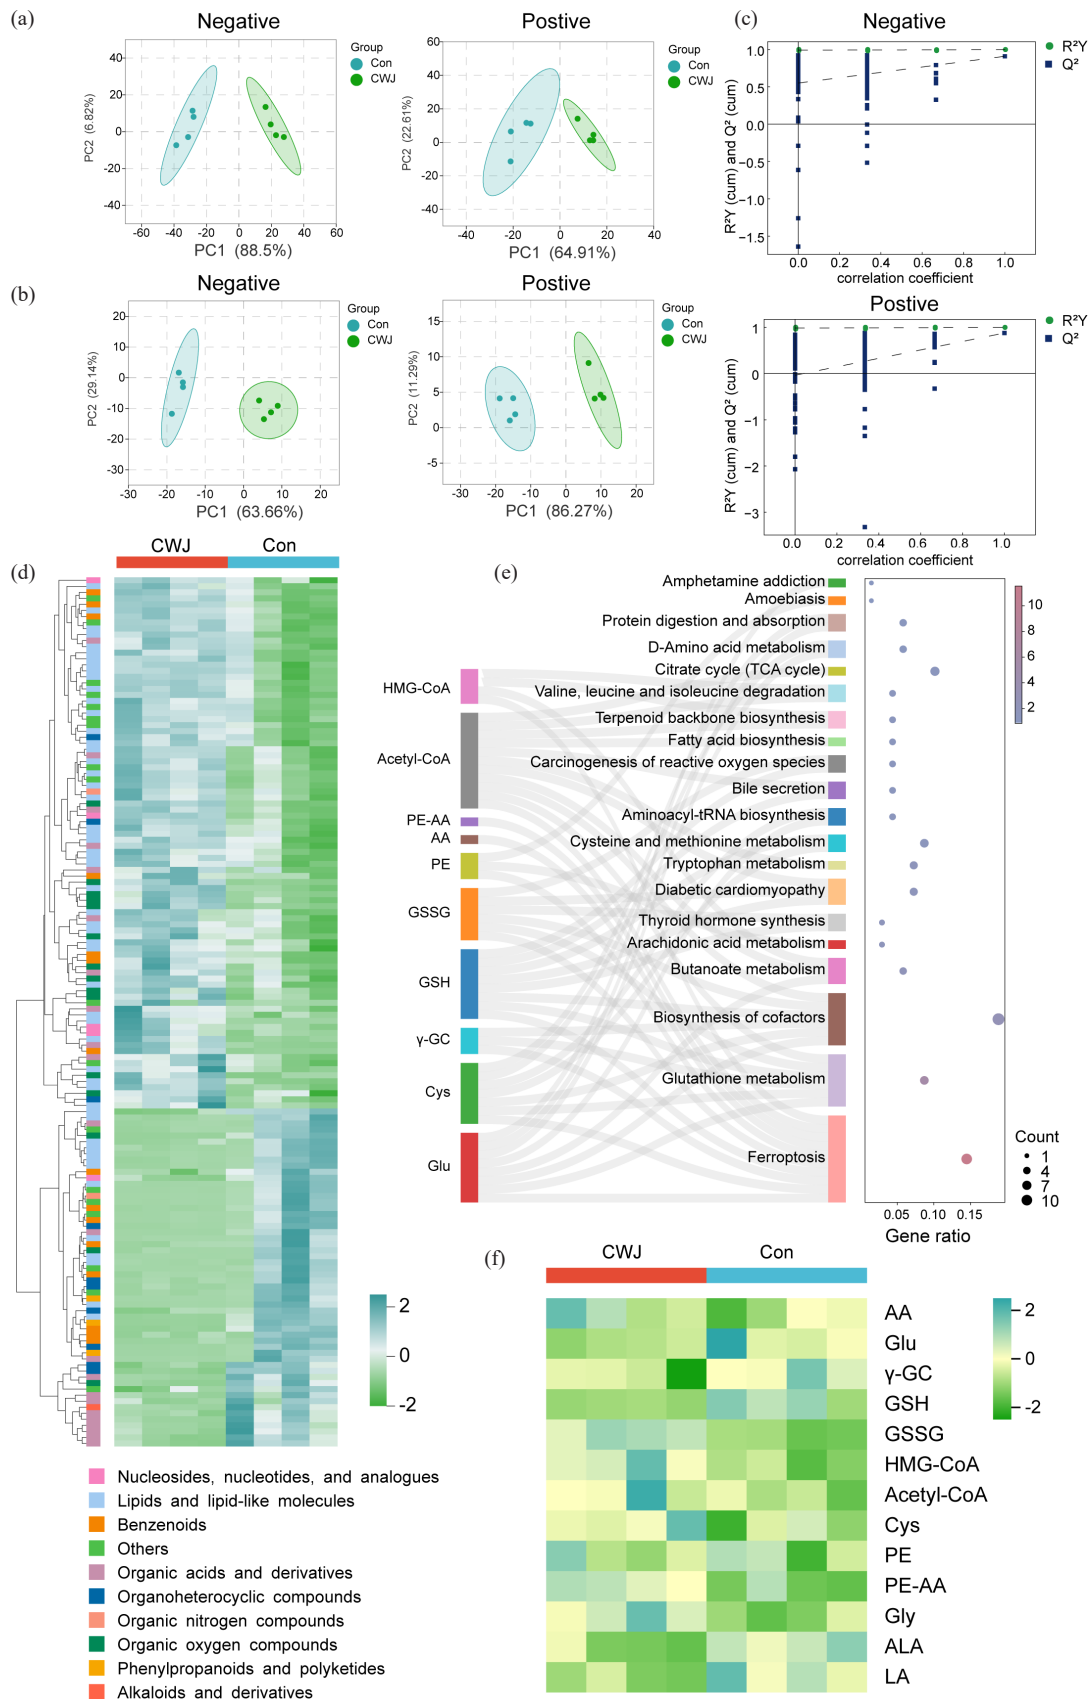 (a)
Negative
Postive
(c)
Negative
PC2 (6.82%)
40
20
0
-20
-40
-60
-40
-20
0
20
40
60
PC1 (88.5%)
Group
Con
CWJ
PC2 (22.61%)
60
40
20
0
-20
-40
-60
-40
-20
0
20
40
PC1 (64.91%)
Group
Con
CWJ
R²Y (cum) and Q² (cum)
1.0
0.5
0.0
−0.5
−1.0
−1.5
0.0
0.2
0.4
0.6
0.8
1.0
correlation coefficient
R²Y
Q²
(b)
Negative
Postive
Postive
PC2 (29.14%)
20
10
0
-10
-20
-30
-30
-20
-10
0
10
20
PC1 (63.66%)
Group
Con
CWJ
PC2 (11.29%)
15
10
5
0
-5
-40
-20
0
20
40
PC1 (86.27%)
Group
Con
CWJ
R²Y (cum) and Q² (cum)
1
0
−1
−2
−3
0.0
0.2
0.4
0.6
0.8
1.0
correlation coefficient
R²Y
Q²
(d)
CWJ
Con
2
0
-2
Nucleosides, nucleotides, and analogues
Lipids and lipid-like molecules
Benzenoids
Others
Organic acids and derivatives
Organoheterocyclic compounds
Organic nitrogen compounds
Organic oxygen compounds
Phenylpropanoids and polyketides
Alkaloids and derivatives
(e)
HMG-CoA
Acetyl-CoA
PE-AA
AA
PE
GSSG
GSH
γ-GC
Cys
Glu
Amphetamine addiction
Amoebiasis
Protein digestion and absorption
D-Amino acid metabolism
Citrate cycle (TCA cycle)
Valine, leucine and isoleucine degradation
Terpenoid backbone biosynthesis
Fatty acid biosynthesis
Carcinogenesis of reactive oxygen species
Bile secretion
Aminoacyl-tRNA biosynthesis
Cysteine and methionine metabolism
Tryptophan metabolism
Diabetic cardiomyopathy
Thyroid hormone synthesis
Arachidonic acid metabolism
Butanoate metabolism
Biosynthesis of cofactors
Glutathione metabolism
Ferroptosis
0.05
0.10
0.15
Gene ratio
10
8
6
4
2
Count
1
4
7
10
(f)
CWJ
Con
AA
Glu
γ-GC
GSH
GSSG
HMG-CoA
Acetyl-CoA
Cys
PE
PE-AA
Gly
ALA
LA
2
0
-2